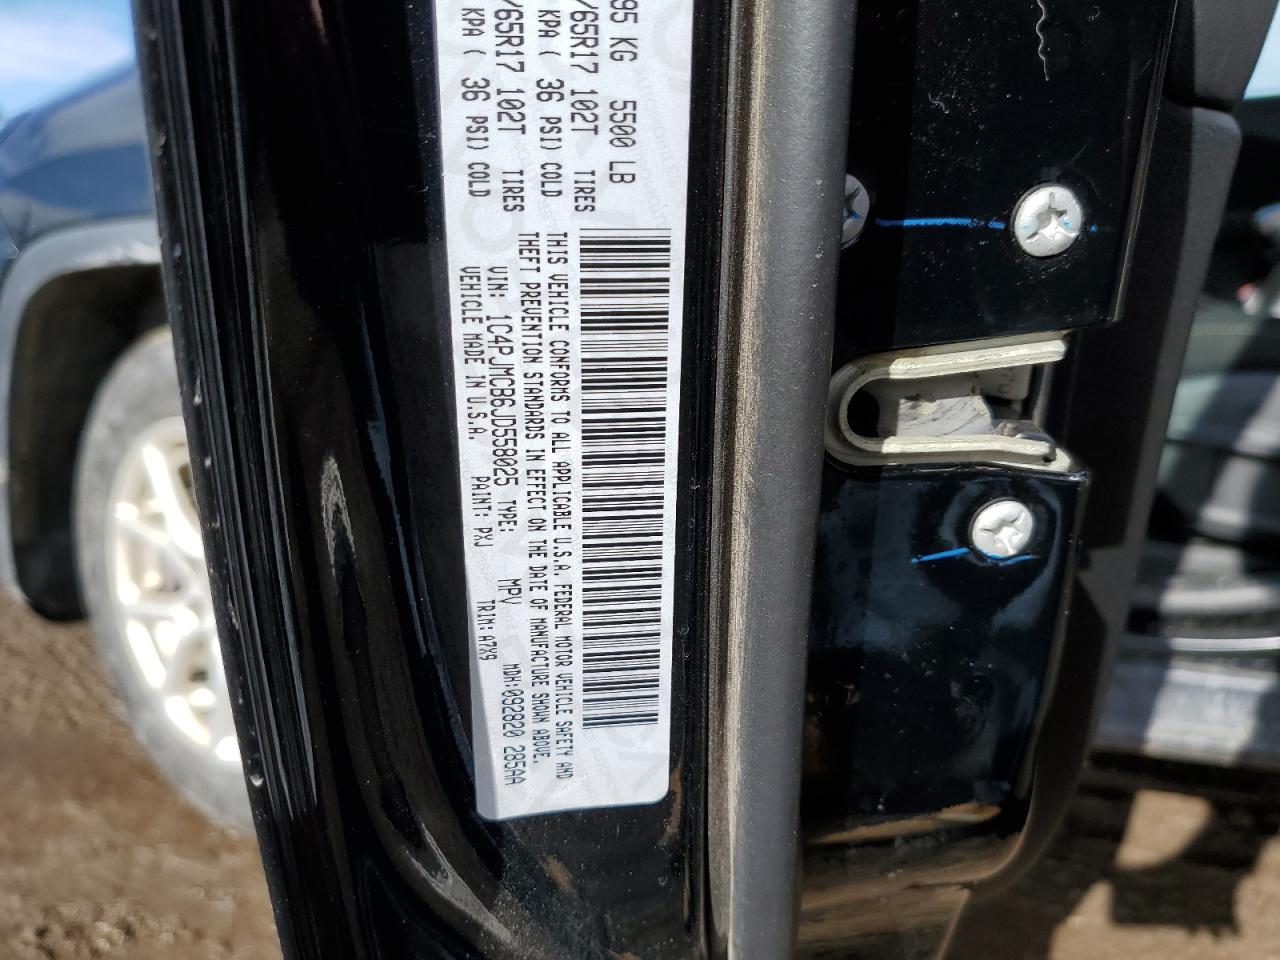 95 KG 5500 LB
/65R17 102T TIRES
KPA ( 36 PSI) COLD
/65R17 102T TIRES
KPA ( 36 PSI) COLD
THIS VEHICLE CONFORMS TO ALL APPLICABLE U.S.A. FEDERAL MOTOR VEHICLE SAFETY AND
THEFT PREVENTION STANDARDS IN EFFECT ON THE DATE OF MANUFACTURE SHOWN ABOVE.
VIN: 1C4PJMCB6JD558025 TYPE: MPV MDH:092820 285AA
VEHICLE MADE IN U.S.A. PAINT: PXJ TRIM: A7X9